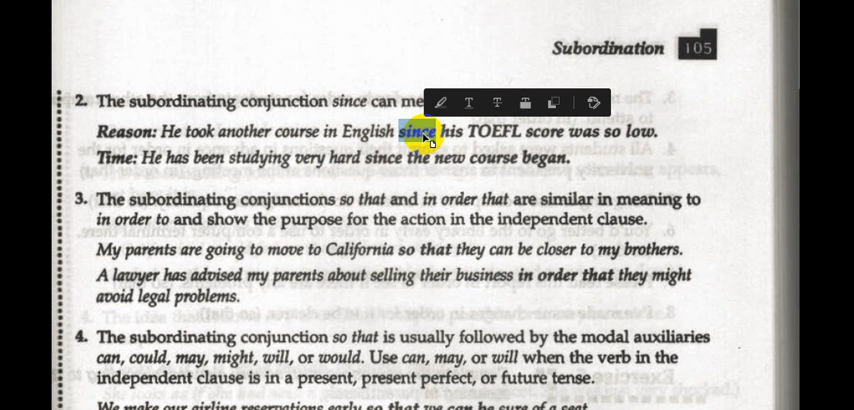 Subordination 105
2. The subordinating conjunction since can me
Reason: He took another course in English since his TOEFL score was so low.
Time: He has been studying very hard since the new course began.
3. The subordinating conjunctions so that and in order that are similar in meaning to
in order to and show the purpose for the action in the independent clause.
My parents are going to move to California so that they can be closer to my brothers.
A lawyer has advised my parents about selling their business in order that they might
avoid legal problems.
4. The subordinating conjunction so that is usually followed by the modal auxiliaries
can, could, may, might, will, or would. Use can, may, or will when the verb in the
independent clause is in a present, present perfect, or future tense.
We make our airline reservations early so that we can be sure of a seat.